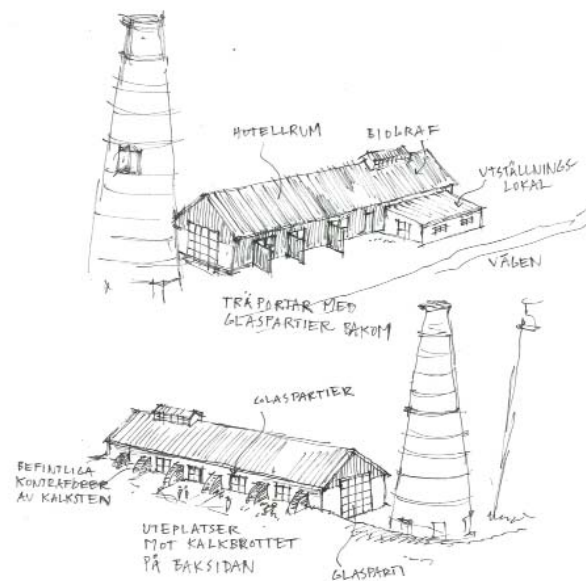 HOTELLRUM
BIOGRAF
UTSTÄLLNINGS
LOKAL
VÄGEN
TRÄPORTAR MED
GLASPARTIER BAKOM
GLASPARTIER
BEFINTLIGA
KONTRAFORER
AV KALKSTEN
UTEPLATSER
MOT KALKBROTTET
PÅ BAKSIDAN
GLASPARTI